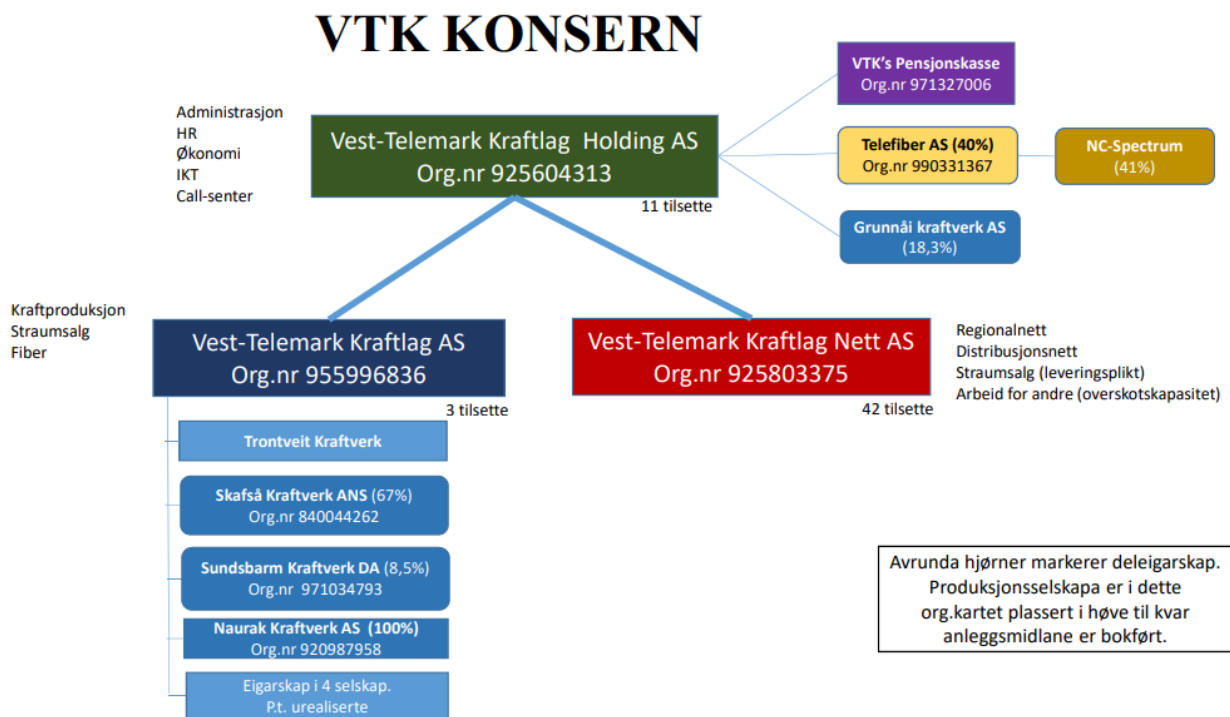 VTK KONSERN
Administrasjon
HR
Økonomi
IKT
Call-senter
Vest-Telemark Kraftlag Holding AS
Org.nr 925604313
11 tilsette
VTK's Pensjonskasse
Org.nr 971327006
Telefiber AS (40%)
Org.nr 990331367
NC-Spectrum
(41%)
Grunnåi kraftverk AS
(18,3%)
Kraftproduksjon
Straumsalg
Fiber
Vest-Telemark Kraftlag AS
Org.nr 955996836
3 tilsette
Vest-Telemark Kraftlag Nett AS
Org.nr 925803375
42 tilsette
Regionalnett
Distribusjonsnett
Straumsalg (leveringsplikt)
Arbeid for andre (overskotskapasitet)
Trontveit Kraftverk
Skafså Kraftverk ANS (67%)
Org.nr 840044262
Sundsbarm Kraftverk DA (8,5%)
Org.nr 971034793
Naurak Kraftverk AS (100%)
Org.nr 920987958
Eigarskap i 4 selskap.
P.t. urealiserte
Avrunda hjørner markerer deleigarskap.
Produksjonsselskapa er i dette
org.kartet plassert i høve til kvar
anleggsmidlane er bokført.